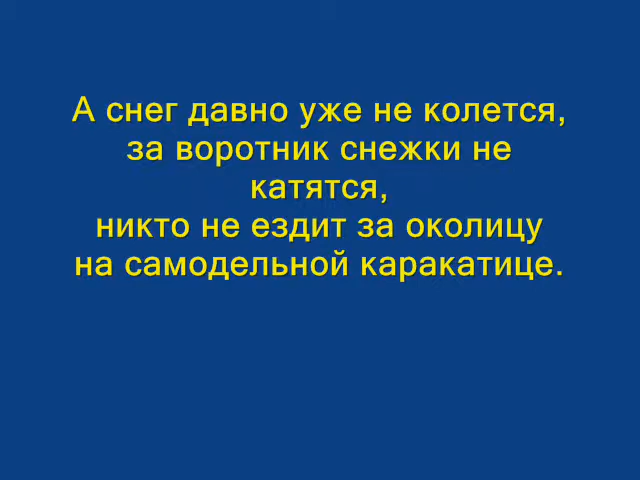 А снег давно уже не колется,
за воротник снежки не
катятся,
никто не ездит за околицу
на самодельной каракатице.